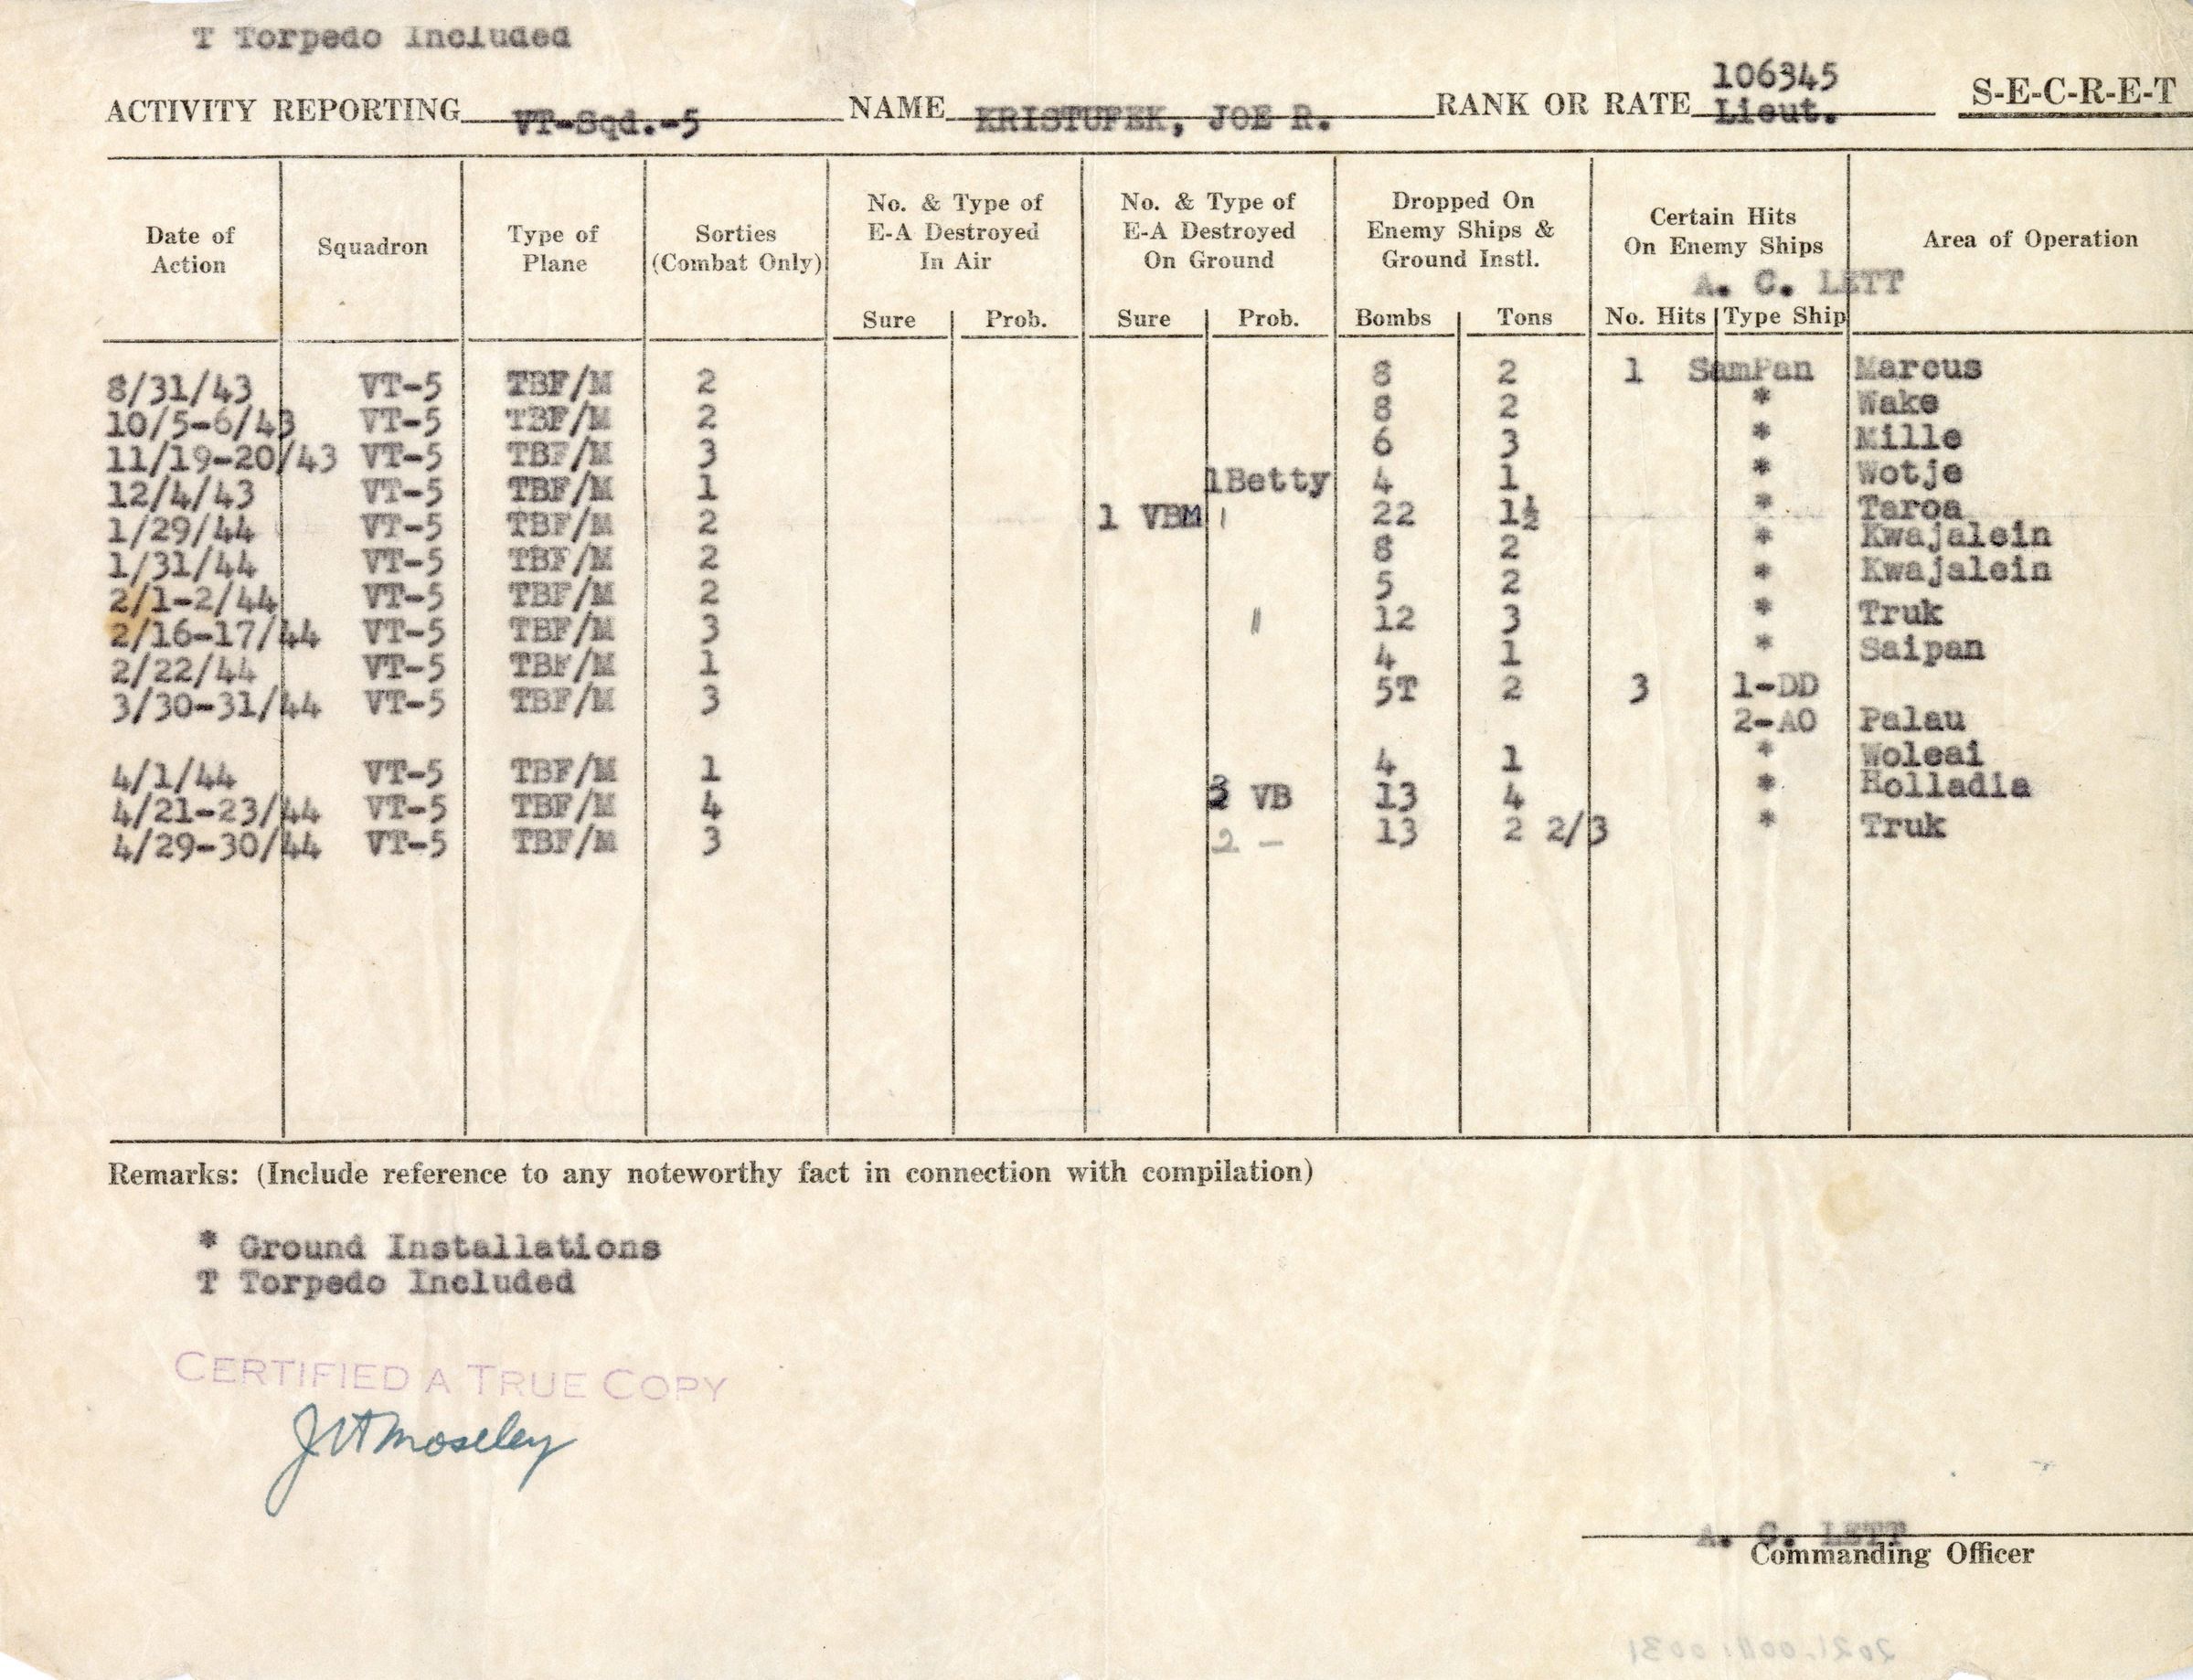 T Torpedo Included
106345
ACTIVITY REPORTING VT-Sqd.-5 NAME KRISTUFEK, JOE R. RANK OR RATE Lieut. S-E-C-R-E-T
Date of Action Squadron Type of Plane Sorties (Combat Only) No. & Type of E-A Destroyed In Air No. & Type of E-A Destroyed On Ground Dropped On Enemy Ships & Ground Instl. Certain Hits On Enemy Ships Area of Operation
A. C. LETT
Sure Prob. Sure Prob. Bombs Tons No. Hits Type Ship
8/31/43 VT-5 TBF/M 2 8 2 1 SamPan Marcus
10/5-6/43 VT-5 TBF/M 2 8 2 * Wake
11/19-20/43 VT-5 TBF/M 3 6 3 * Mille
12/4/43 VT-5 TBF/M 1 1Betty 4 1 * Wotje
1/29/44 VT-5 TBF/M 2 1 VBM 22 1½ * Taroa
1/31/44 VT-5 TBF/M 2 8 2 * Kwajalein
2/1-2/44 VT-5 TBF/M 2 5 2 * Kwajalein
2/16-17/44 VT-5 TBF/M 3 12 3 * Truk
2/22/44 VT-5 TBF/M 1 4 1 * Saipan
3/30-31/44 VT-5 TBF/M 3 5T 2 3 1-DD
2-AO Palau
4/1/44 VT-5 TBF/M 1 4 1 * Woleai
4/21-23/44 VT-5 TBF/M 4 VB 13 4 * Holladia
4/29-30/44 VT-5 TBF/M 3 2 - 13 2 2/3 * Truk
Remarks: (Include reference to any noteworthy fact in connection with compilation)
* Ground Installations
T Torpedo Included
CERTIFIED A TRUE COPY
Moseley
A. C. LETT
Commanding Officer